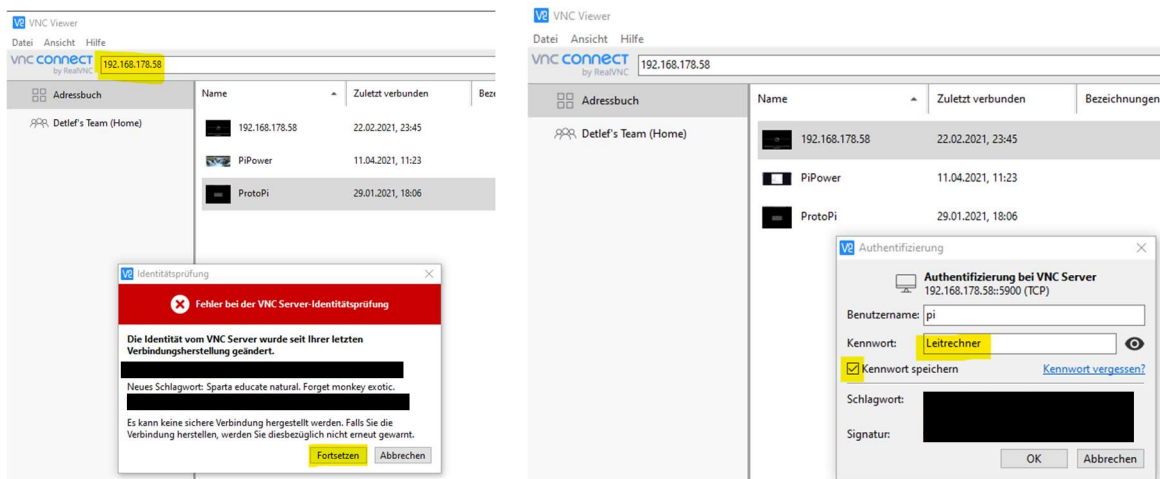 VNC Viewer
Datei Ansicht Hilfe
VNC CONNECT
by RealVNC
192.168.178.58
Adressbuch
Detlef's Team (Home)
Name
Zuletzt verbunden
Beze
192.168.178.58
22.02.2021, 23:45
PiPower
11.04.2021, 11:23
ProtoPi
29.01.2021, 18:06
Identitätsprüfung
Fehler bei der VNC Server-Identitätsprüfung
Die Identität vom VNC Server wurde seit Ihrer letzten
Verbindungsherstellung geändert.
Neues Schlagwort: Sparta educate natural. Forget monkey exotic.
Es kann keine sichere Verbindung hergestellt werden. Falls Sie die
Verbindung herstellen, werden Sie diesbezüglich nicht erneut gewarnt.
Fortsetzen
Abbrechen
VNC Viewer
Datei Ansicht Hilfe
VNC CONNECT
by RealVNC
192.168.178.58
Adressbuch
Detlef's Team (Home)
Name
Zuletzt verbunden
Bezeichnungen
192.168.178.58
22.02.2021, 23:45
PiPower
11.04.2021, 11:23
ProtoPi
29.01.2021, 18:06
Authentifizierung
Authentifizierung bei VNC Server
192.168.178.58::5900 (TCP)
Benutzername: pi
Kennwort: Leitrechner
Kennwort speichern
Kennwort vergessen?
Schlagwort:
Signatur:
OK
Abbrechen